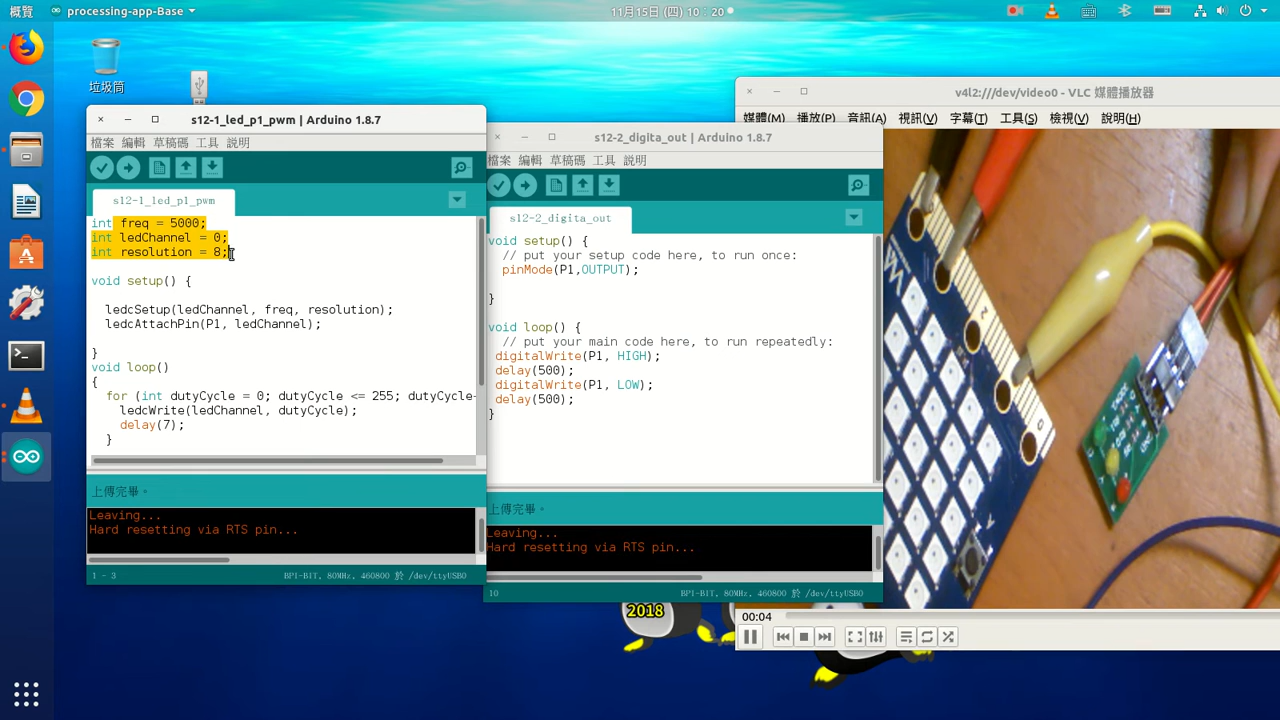 概覽
processing-app-Base
11月15日 (四) 10：20
垃圾筒
s12-1_led_p1_pwm | Arduino 1.8.7
檔案 編輯 草稿碼 工具 說明
s12-1_led_p1_pwm
int freq = 5000;
int ledChannel = 0;
int resolution = 8;
void setup() {
ledcSetup(ledChannel, freq, resolution);
ledcAttachPin(P1, ledChannel);
}
void loop()
{
for (int dutyCycle = 0; dutyCycle <= 255; dutyCycle
ledcWrite(ledChannel, dutyCycle);
delay(7);
}
上傳完畢。
Leaving...
Hard resetting via RTS pin...
1 - 3
BPI-BIT, 80MHz, 460800 於 /dev/ttyUSB0
s12-2_digita_out | Arduino 1.8.7
檔案 編輯 草稿碼 工具 說明
s12-2_digita_out
void setup() {
// put your setup code here, to run once:
pinMode(P1,OUTPUT);
}
void loop() {
// put your main code here, to run repeatedly:
digitalWrite(P1, HIGH);
delay(500);
digitalWrite(P1, LOW);
delay(500);
}
上傳完畢。
Leaving...
Hard resetting via RTS pin...
10
BPI-BIT, 80MHz, 460800 於 /dev/ttyUSB0
v4l2:///dev/video0 - VLC 媒體播放器
媒體(M) 播放(P) 音訊(A) 視訊(V) 字幕(T) 工具(S) 檢視(V) 說明(H)
00:04
2018